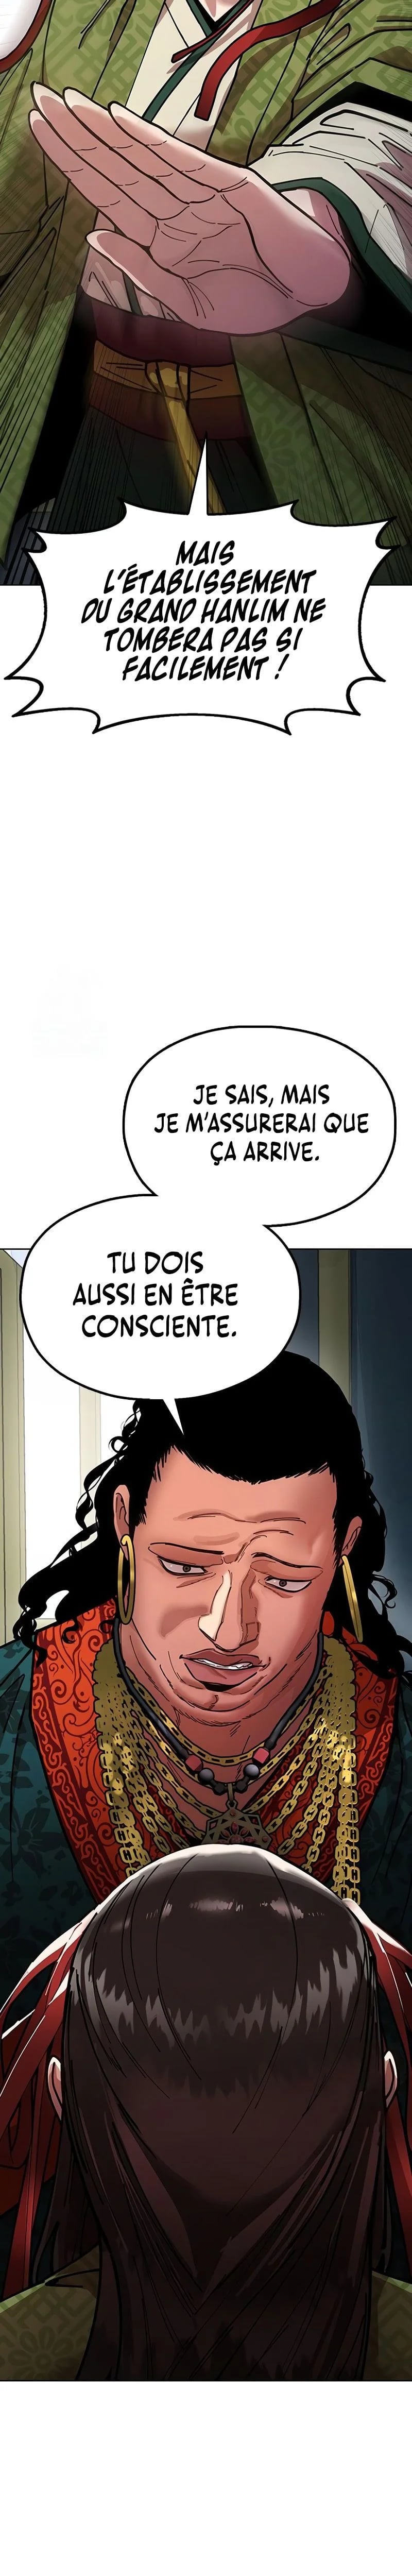 MAIS
L'ÉTABLISSEMENT
DU GRAND HANLIM NE
TOMBERA PAS SI
FACILEMENT !
JE SAIS, MAIS
JE M'ASSURERAI QUE
ÇA ARRIVE.
TU DOIS
AUSSI EN ÊTRE
CONSCIENTE.